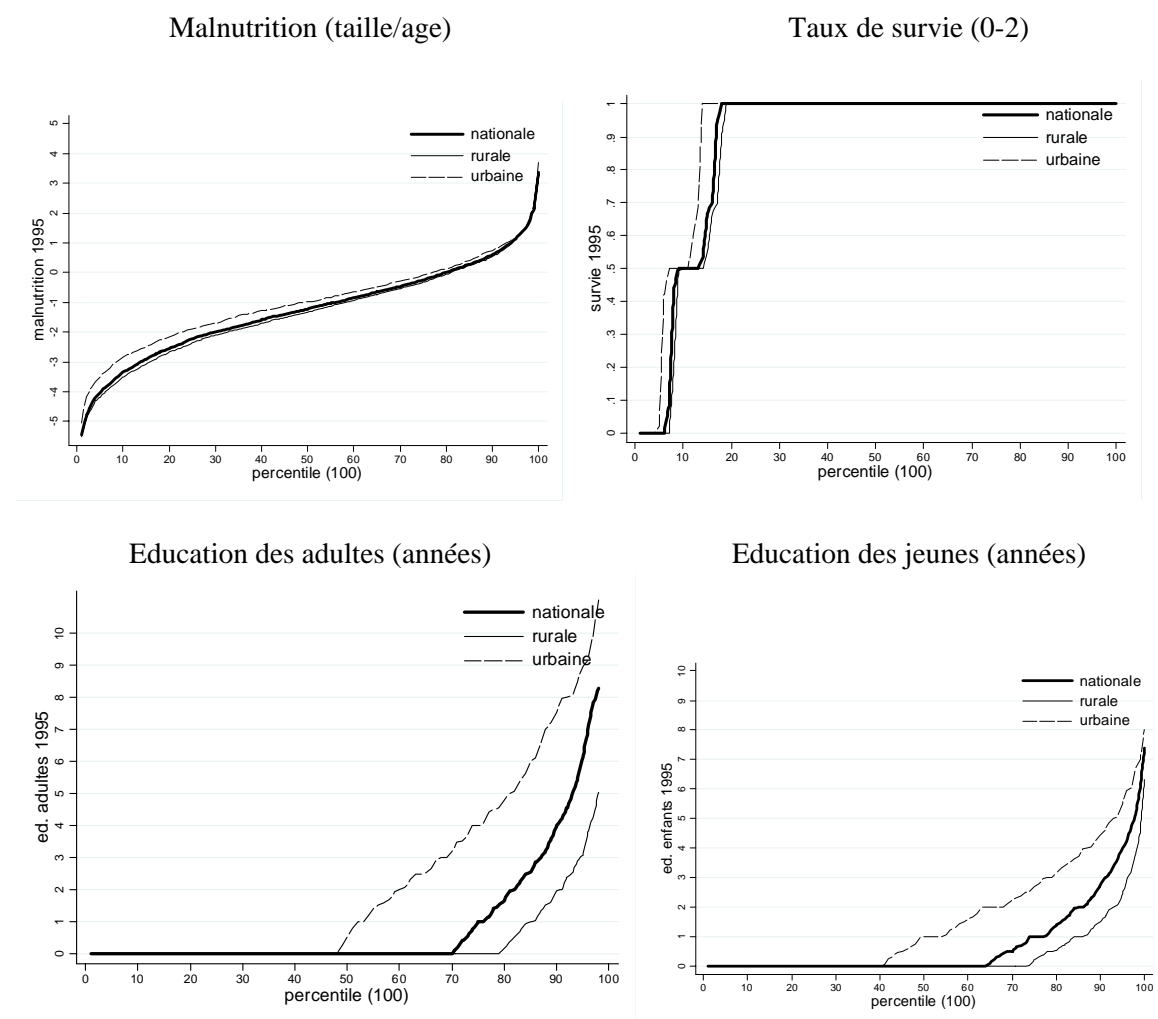 Malnutrition (taille/age)
Taux de survie (0-2)
nationale
rurale
urbaine
malnutrition 1995
5
4
3
2
1
0
-1
-2
-3
-4
-5
0 10 20 30 40 50 60 70 80 90 100
percentile (100)
nationale
rurale
urbaine
survie 1995
1
.9
.8
.7
.6
.5
.4
.3
.2
.1
0
0 10 20 30 40 50 60 70 80 90 100
percentile (100)
Education des adultes (années)
Education des jeunes (années)
nationale
rurale
urbaine
ed. adultes 1995
10
9
8
7
6
5
4
3
2
1
0
0 10 20 30 40 50 60 70 80 90 100
percentile (100)
nationale
rurale
urbaine
ed. enfants 1995
10
9
8
7
6
5
4
3
2
1
0
0 10 20 30 40 50 60 70 80 90 100
percentile (100)